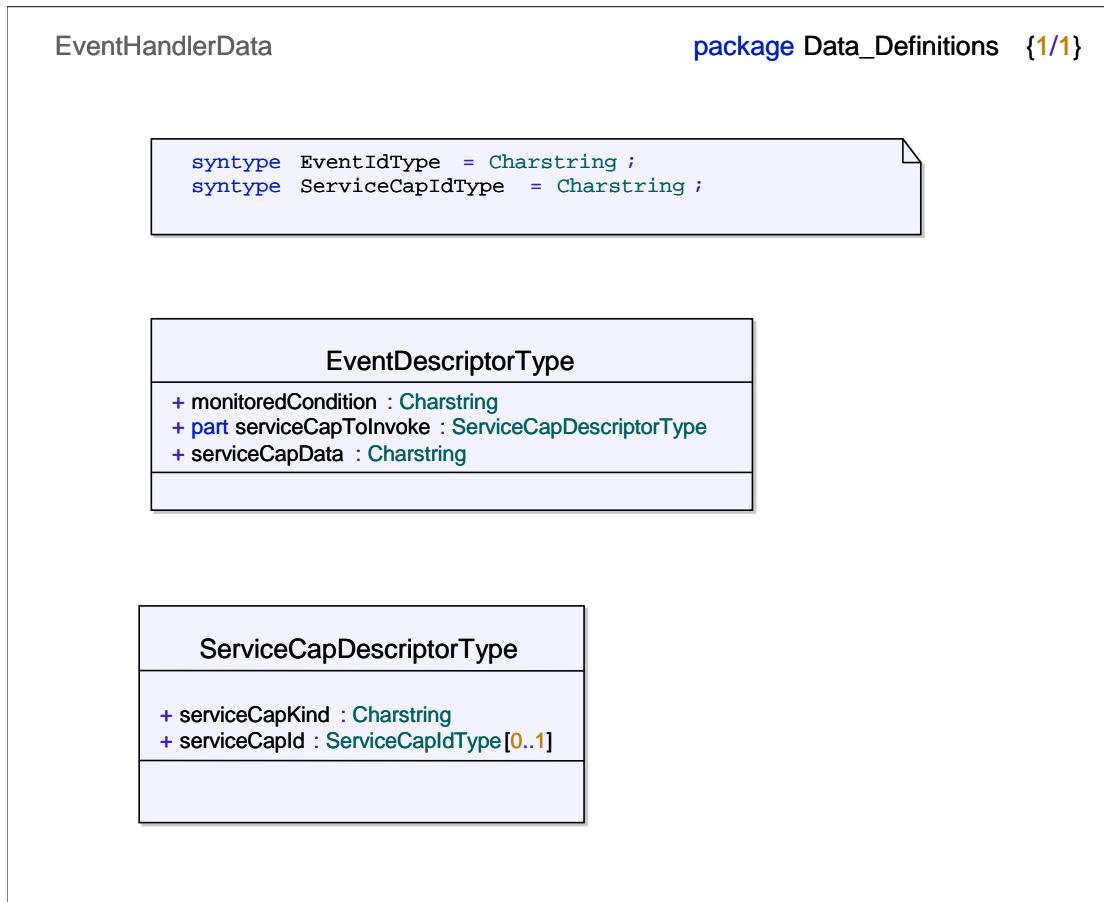 EventHandlerData
package Data_Definitions {1/1}
syntype EventIdType = Charstring ;
syntype ServiceCapIdType = Charstring ;
EventDescriptorType
+ monitoredCondition : Charstring
+ part serviceCapToInvoke : ServiceCapDescriptorType
+ serviceCapData : Charstring
ServiceCapDescriptorType
+ serviceCapKind : Charstring
+ serviceCapId : ServiceCapIdType[0..1]